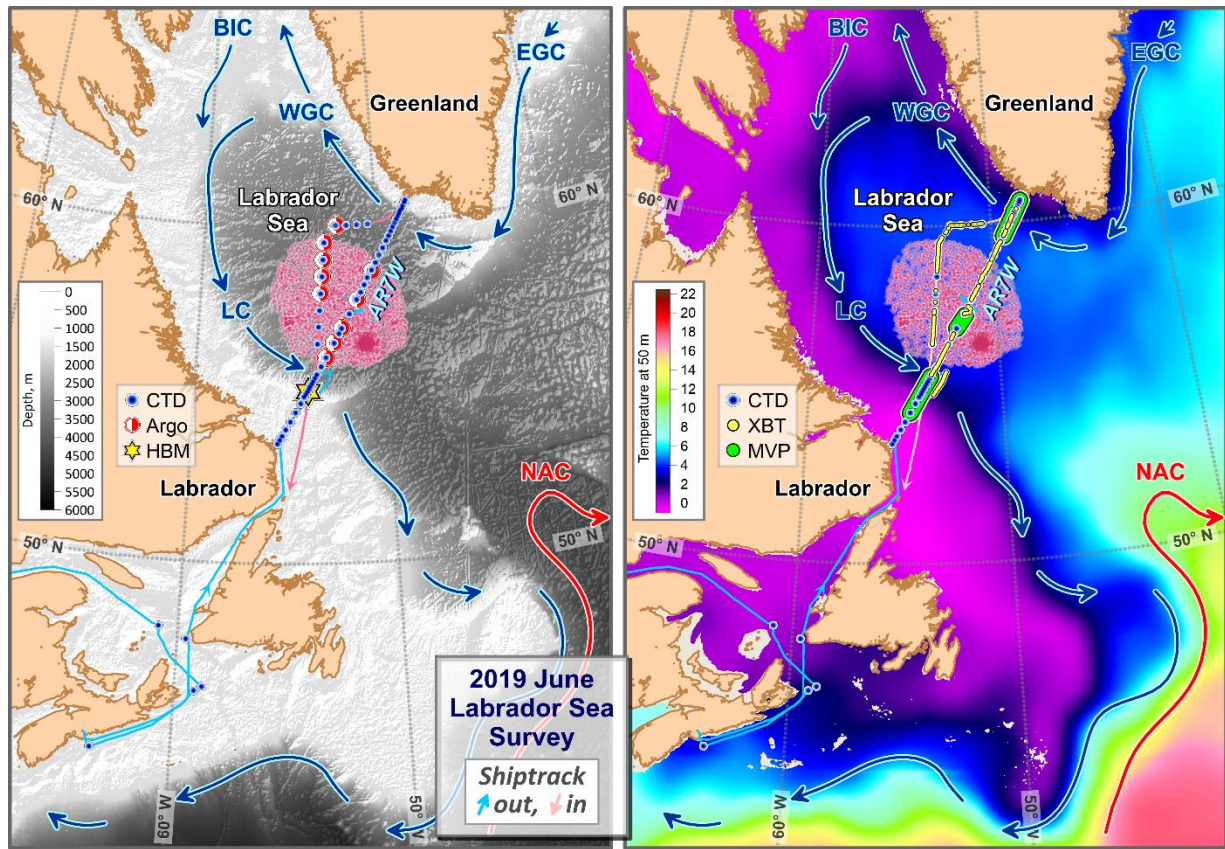 BIC
EGC
Greenland
WGC
60° N
Labrador
Sea
AR7W
LC
0
500
1000
1500
2000
2500
3000
3500
4000
4500
5000
5500
6000
Depth, m
CTD
Argo
HBM
Labrador
NAC
50° N
50° N
60° W
50° W
2019 June
Labrador Sea
Survey
Shiptrack
out, in
BIC
EGC
Greenland
WGC
60° N
60° N
Labrador
Sea
AR7W
LC
22
20
18
16
14
12
10
8
6
4
2
0
Temperature at 50 m
CTD
XBT
MVP
Labrador
NAC
50° N
50° N
60° W
50° W